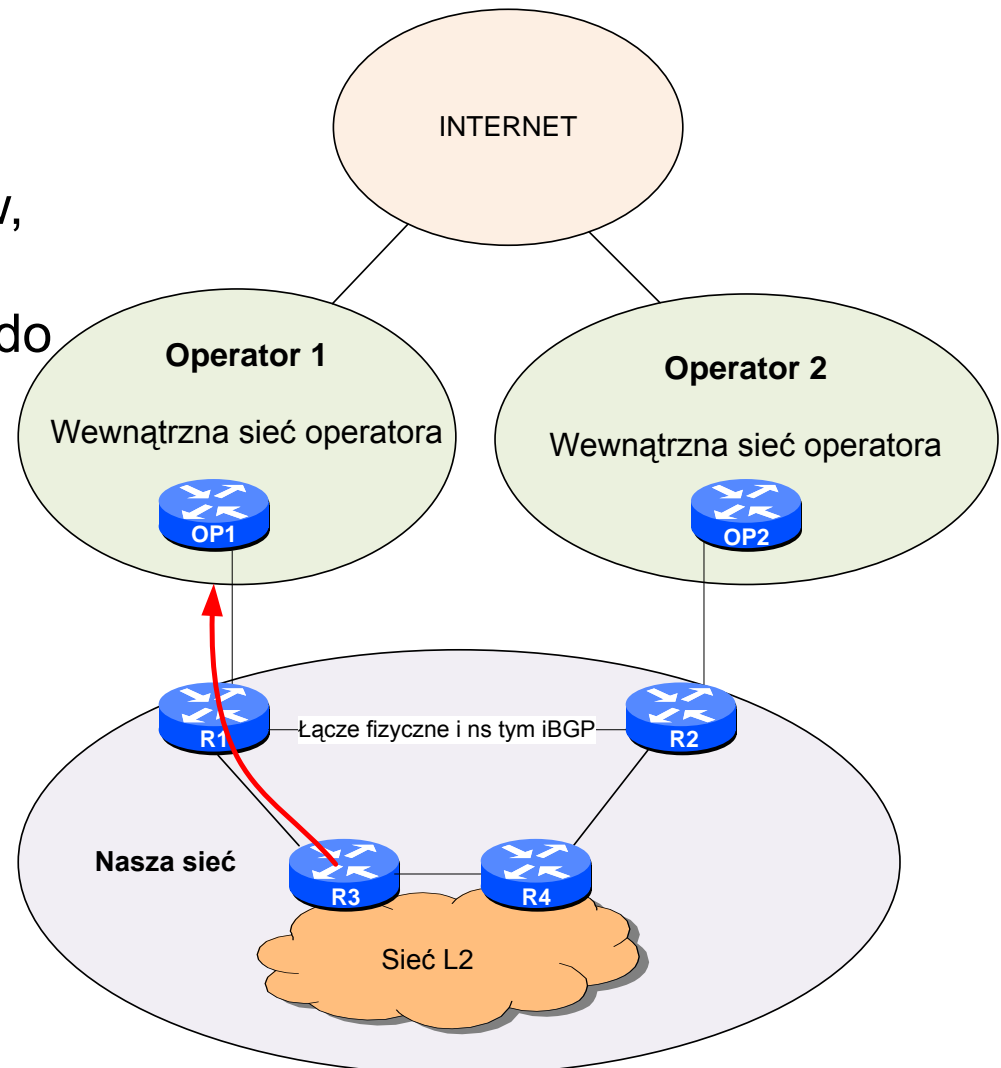 INTERNET
,
do
Operator 1
Wewnątrzna sieć operatora
OP1
Operator 2
Wewnątrzna sieć operatora
OP2
R1
Łącze fizyczne i ns tym iBGP
R2
Nasza sieć
R3
R4
Sieć L2